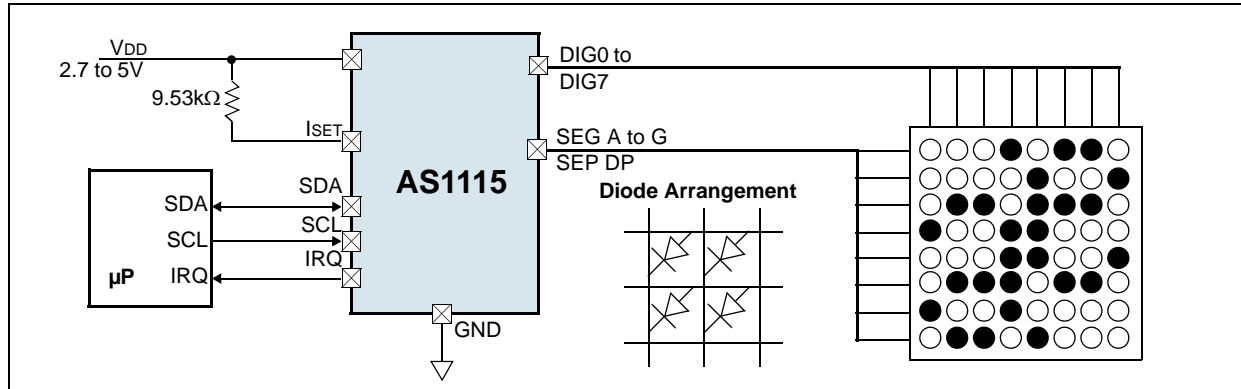 VDD
2.7 to 5V
9.53kΩ
ISET
SDA
SCL
IRQ
µP
SDA
SCL
IRQ
AS1115
GND
DIG0 to
DIG7
SEG A to G
SEP DP
Diode Arrangement